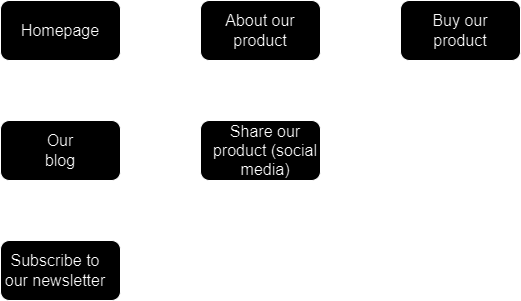 Homepage
About our
product
Buy our
product
Our
blog
Share our
product (social
media)
Subscribe to
our newsletter